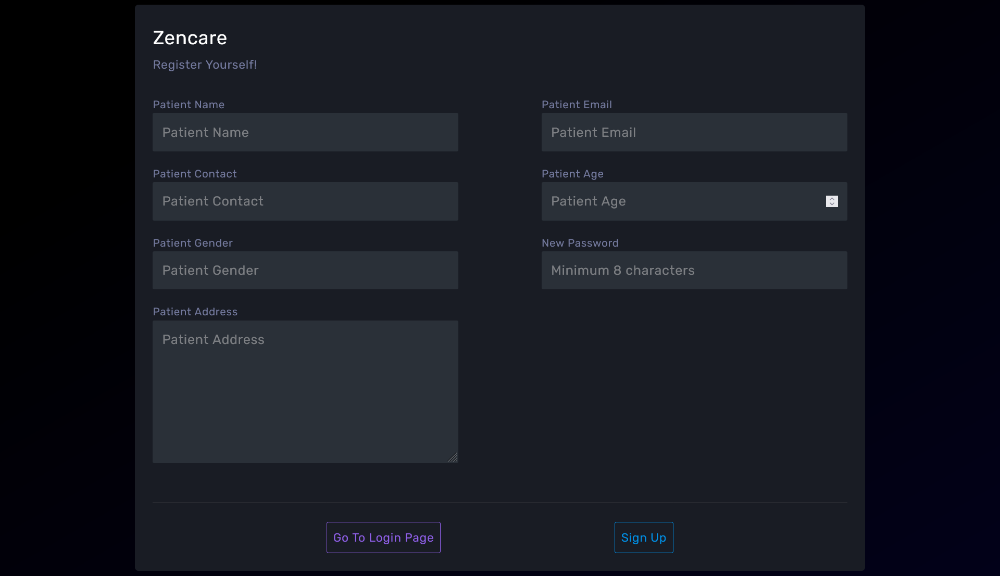 Zencare
Register Yourself!
Patient Name
Patient Email
Patient Name
Patient Email
Patient Contact
Patient Age
Patient Contact
Patient Age
Patient Gender
New Password
Patient Gender
Minimum 8 characters
Patient Address
Patient Address
Go To Login Page
Sign Up